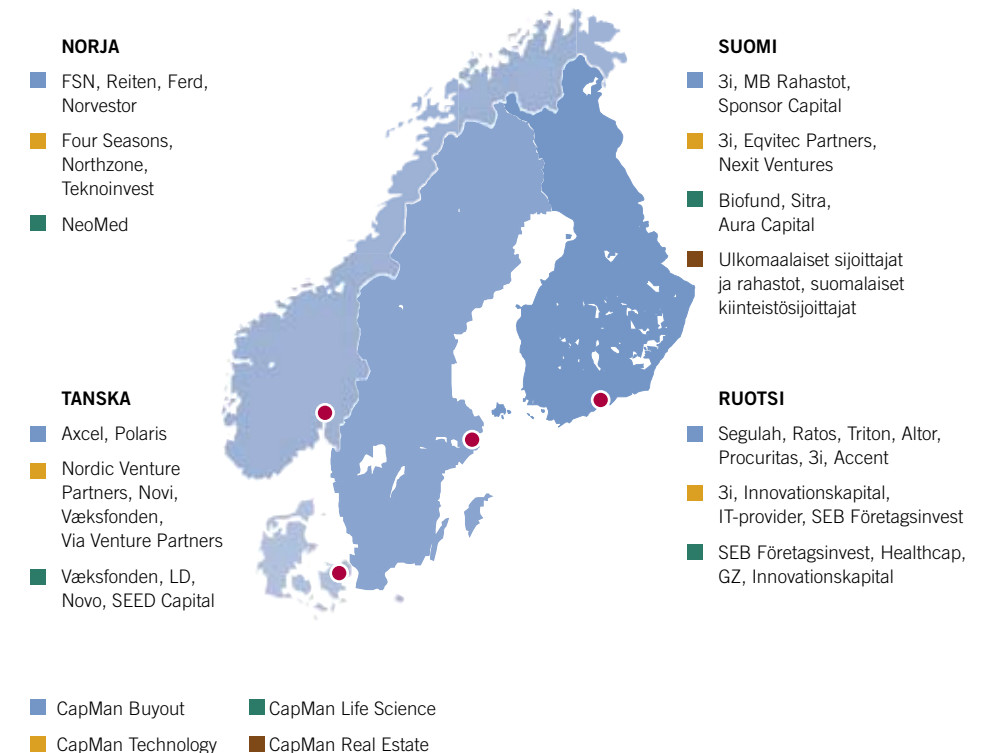 NORJA
FSN, Reiten, Ferd,
Norvestor
Four Seasons,
Northzone,
Teknoinvest
NeoMed
SUOMI
3i, MB Rahastot,
Sponsor Capital
3i, Eqvitec Partners,
Nexit Ventures
Biofund, Sitra,
Aura Capital
Ulkomaalaiset sijoittajat
ja rahastot, suomalaiset
kiinteistösijoittajat
TANSKA
Axcel, Polaris
Nordic Venture
Partners, Novi,
Væksfonden,
Via Venture Partners
Væksfonden, LD,
Novo, SEED Capital
RUOTSI
Segulah, Ratos, Triton, Altor,
Procuritas, 3i, Accent
3i, Innovationskapital,
IT-provider, SEB Företagsinvest
SEB Företagsinvest, Healthcap,
GZ, Innovationskapital
CapMan Buyout
CapMan Life Science
CapMan Technology
CapMan Real Estate